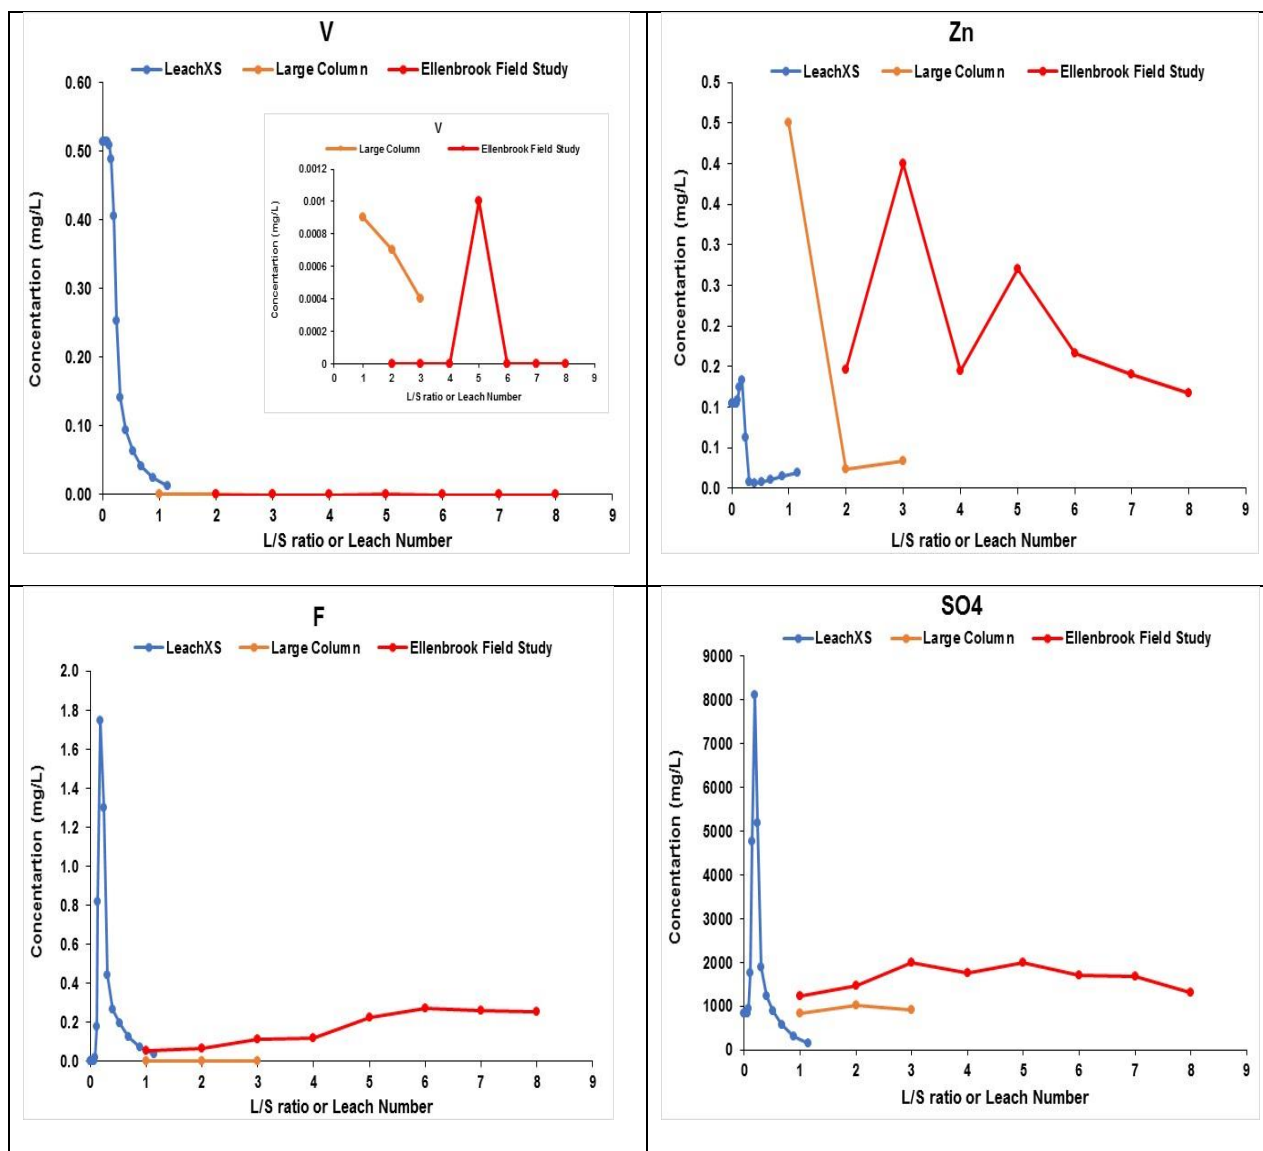 V
LeachXS Large Column Ellenbrook Field Study
0.60
0.50
0.40
0.30
0.20
0.10
0.00
0 1 2 3 4 5 6 7 8 9
Concentartion (mg/L)
L/S ratio or Leach Number
V
Large Column Ellenbrook Field Study
0.0012
0.001
0.0008
0.0006
0.0004
0.0002
0
0 1 2 3 4 5 6 7 8 9
Concentartion (mg/L)
L/S ratio or Leach Number
Zn
LeachXS Large Column Ellenbrook Field Study
0.5
0.5
0.4
0.4
0.3
0.3
0.2
0.2
0.1
0.1
0.0
0 1 2 3 4 5 6 7 8 9
Concentartion (mg/L)
L/S ratio or Leach Number
F
LeachXS Large Column Ellenbrook Field Study
2.0
1.8
1.6
1.4
1.2
1.0
0.8
0.6
0.4
0.2
0.0
0 1 2 3 4 5 6 7 8 9
Concentartion (mg/L)
L/S ratio or Leach Number
SO4
LeachXS Large Column Ellenbrook Field Study
9000
8000
7000
6000
5000
4000
3000
2000
1000
0
0 1 2 3 4 5 6 7 8 9
Concentartion (mg/L)
L/S ratio or Leach Number